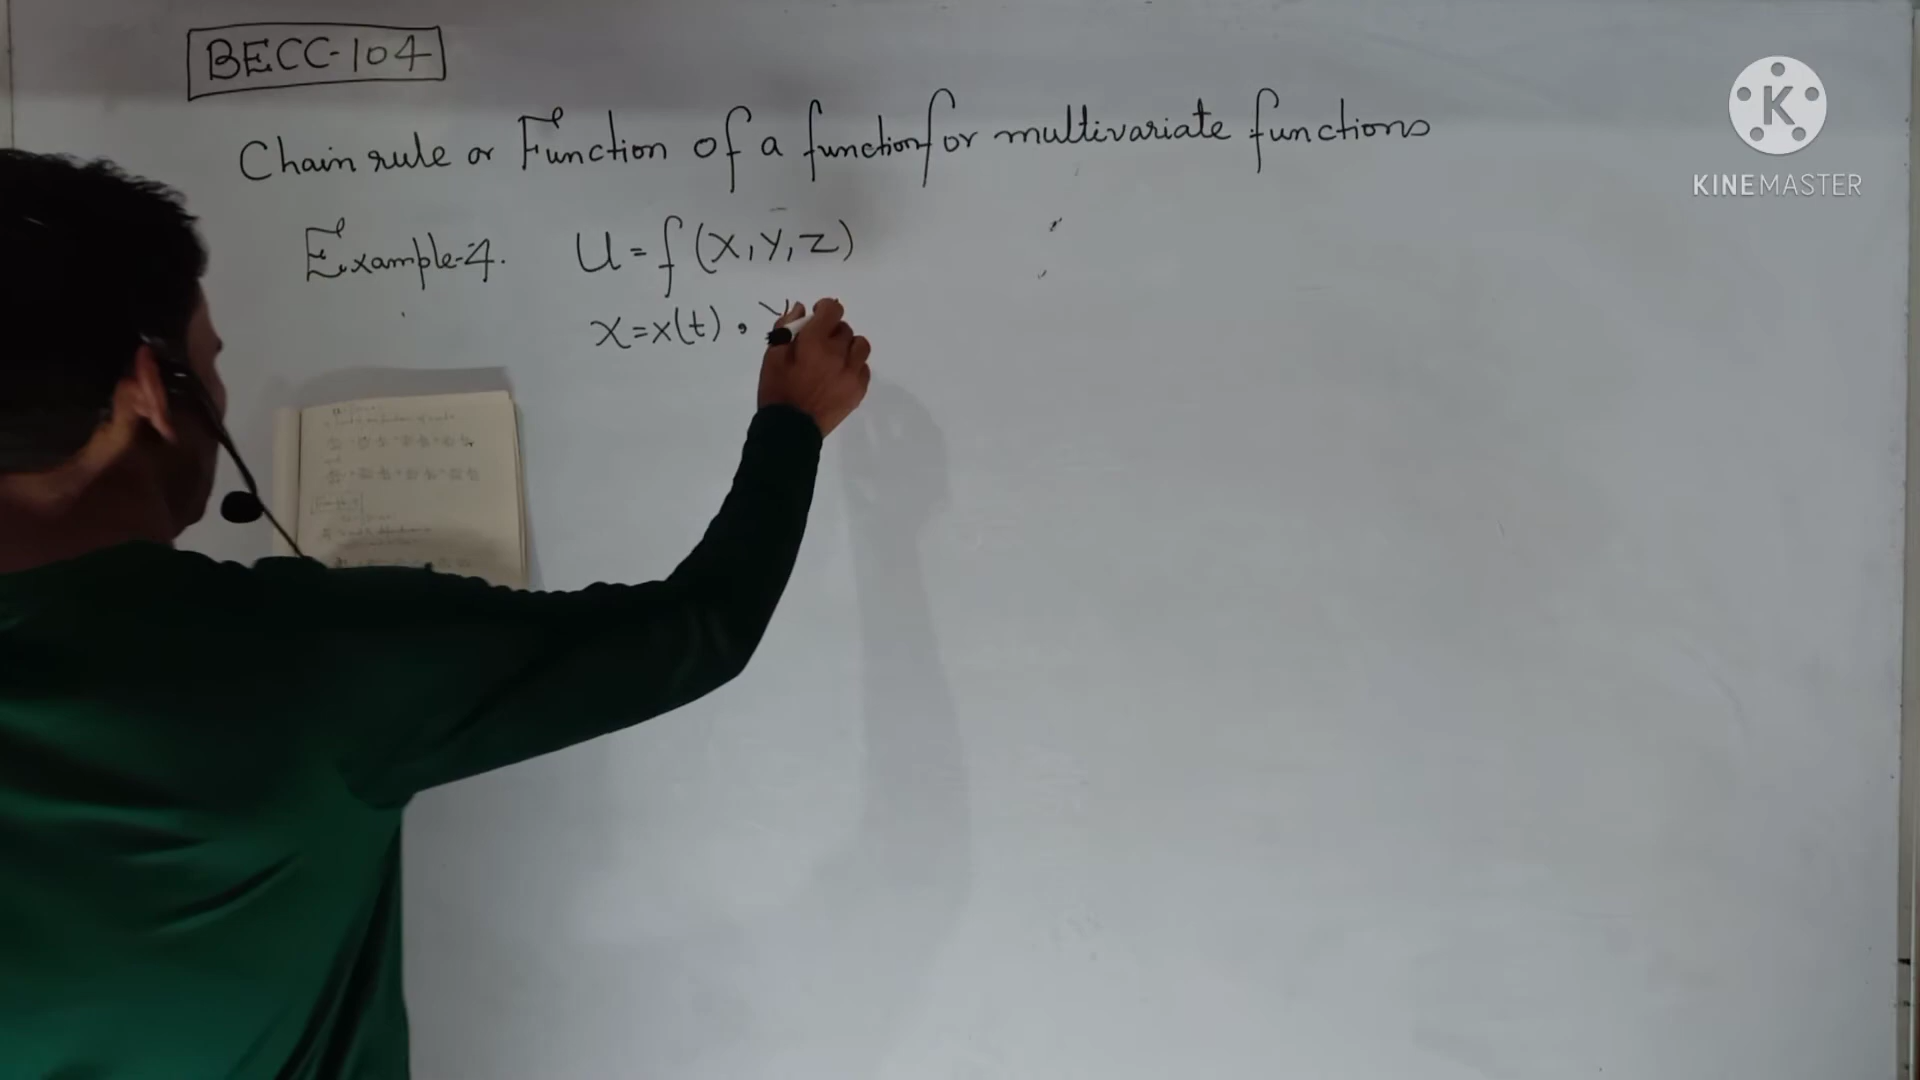 BECC-104
Chain rule or Function of a function for multivariate functions
Example-4. U = f(x, y, z)
x = x(t), y
K
KINEMASTER